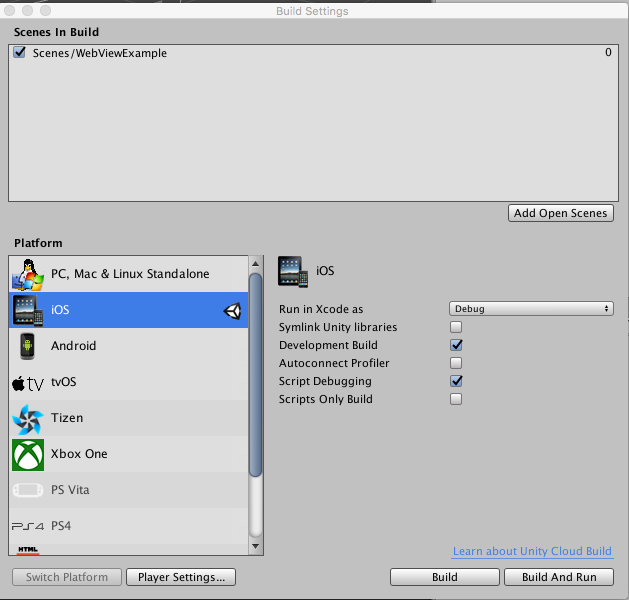 Build Settings
Scenes In Build
Scenes/WebViewExample 0
Add Open Scenes
Platform
PC, Mac & Linux Standalone
iOS
Android
tv tvOS
Tizen
Xbox One
PS Vita
PS4 PS4
HTML
iOS
Run in Xcode as Debug
Symlink Unity libraries
Development Build
Autoconnect Profiler
Script Debugging
Scripts Only Build
Learn about Unity Cloud Build
Switch Platform Player Settings... Build Build And Run